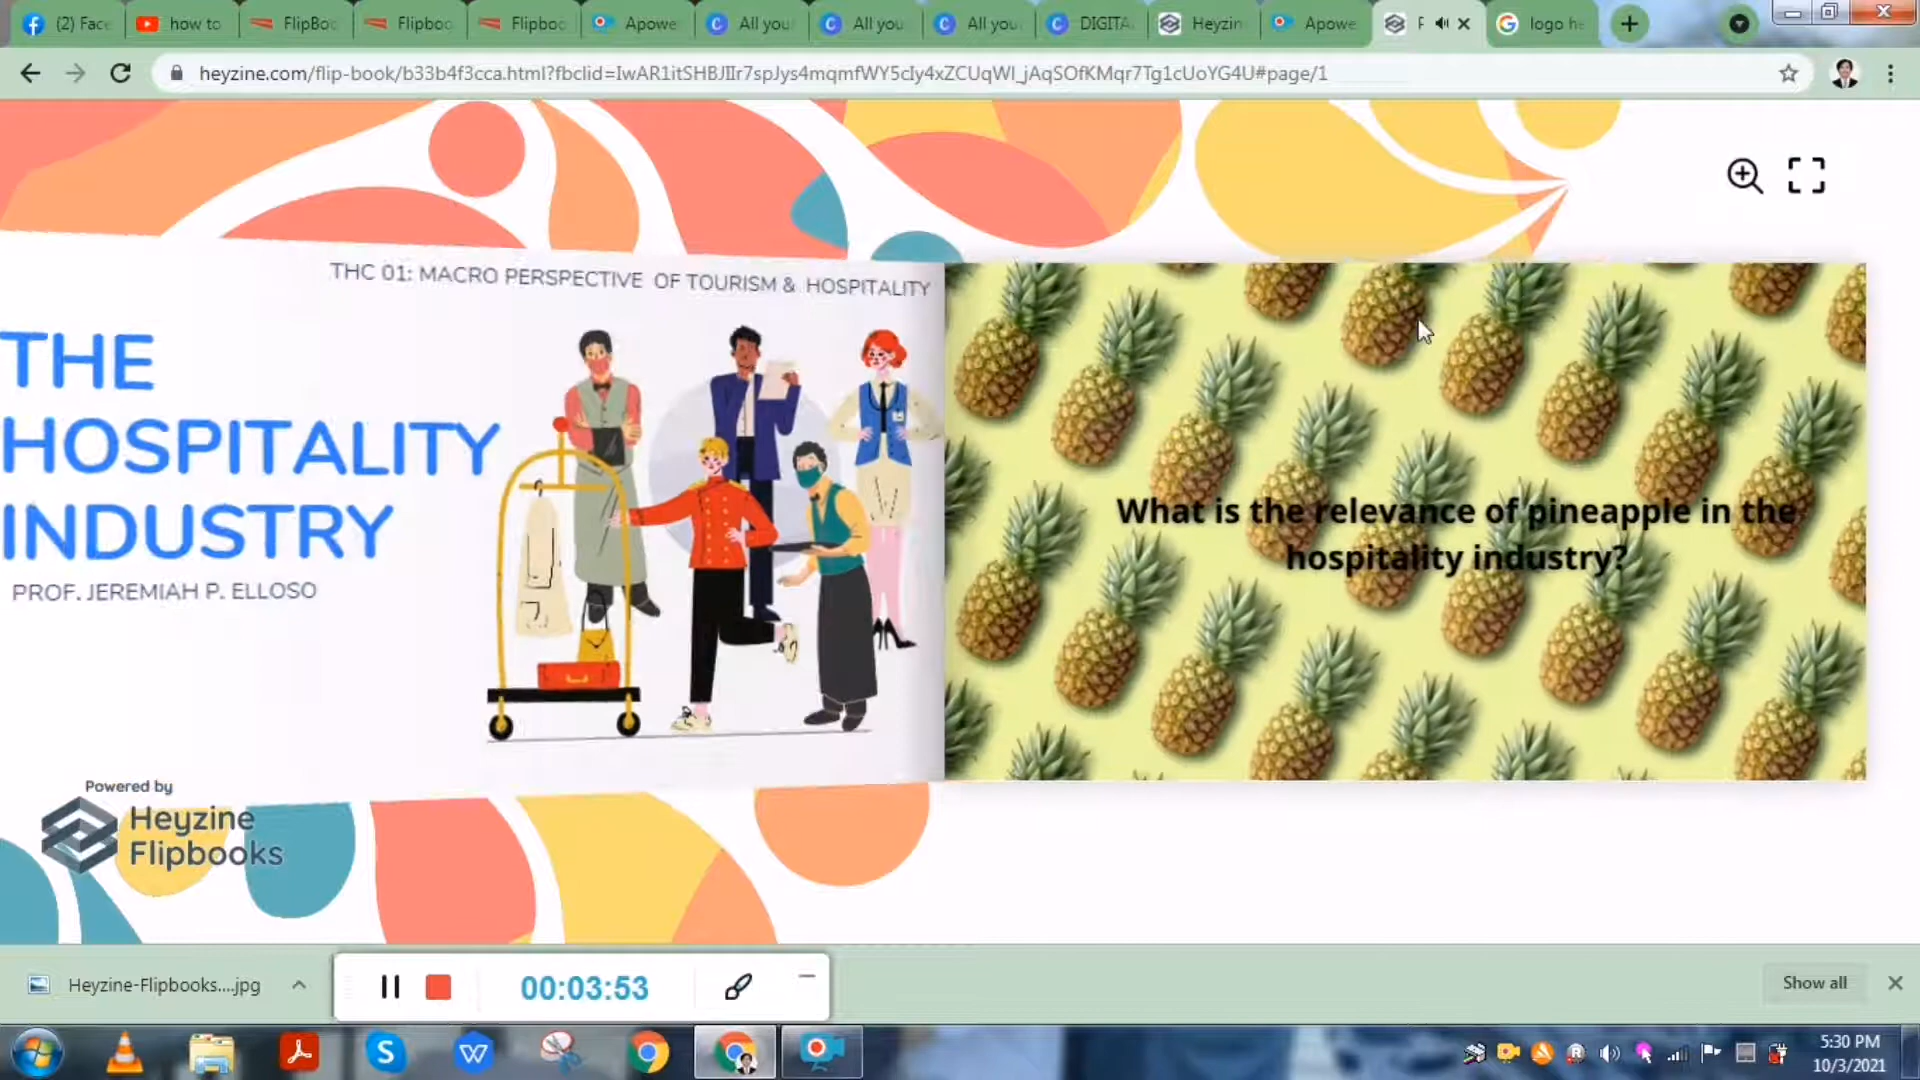 (2) Face
how to
FlipBoo
Flipboo
Flipboo
Apowe
All you
All you
All you
DIGITA
Heyzin
Apowe
F
logo he
heyzine.com/flip-book/b33b4f3cca.html?fbclid=IwAR1itSHBJIIr7spJys4mqmfWY5cIy4xZCUqWI_jAqSOfKMqr7Tg1cUoYG4U#page/1
THC 01: MACRO PERSPECTIVE OF TOURISM & HOSPITALITY
THE
HOSPITALITY
INDUSTRY
PROF. JEREMIAH P. ELLOSO
What is the relevance of pineapple in the
hospitality industry?
Powered by
Heyzine
Flipbooks
Heyzine-Flipbooks....jpg
00:03:53
Show all
5:30 PM
10/3/2021